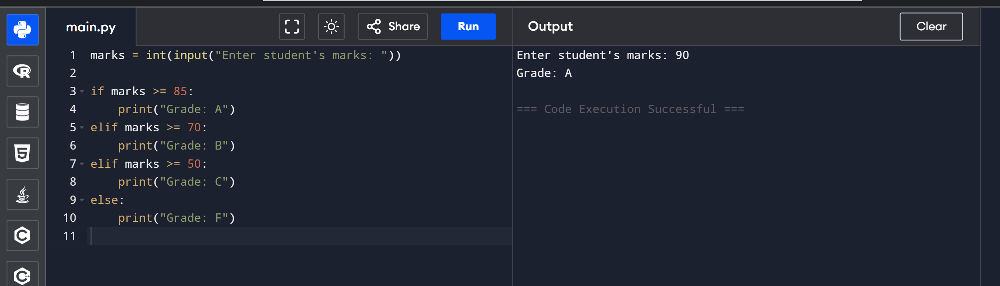 main.py
Share
Run
Output
Clear
1 marks = int(input("Enter student's marks: "))
2
3 if marks >= 85:
4     print("Grade: A")
5 elif marks >= 70:
6     print("Grade: B")
7 elif marks >= 50:
8     print("Grade: C")
9 else:
10     print("Grade: F")
11
Enter student's marks: 90
Grade: A
=== Code Execution Successful ===